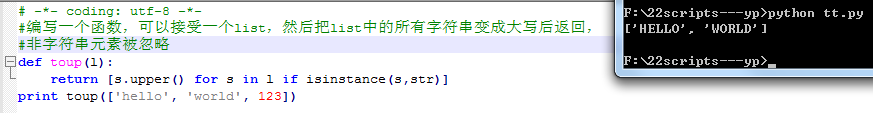 # -*- coding: utf-8 -*-
#编写一个函数，可以接受一个list，然后把list中的所有字符串变成大写后返回，
#非字符串元素被忽略
def toup(l):
    return [s.upper() for s in l if isinstance(s,str)]
print toup(['hello', 'world', 123])
F:\22scripts---yp>python tt.py
['HELLO', 'WORLD']
F:\22scripts---yp>_